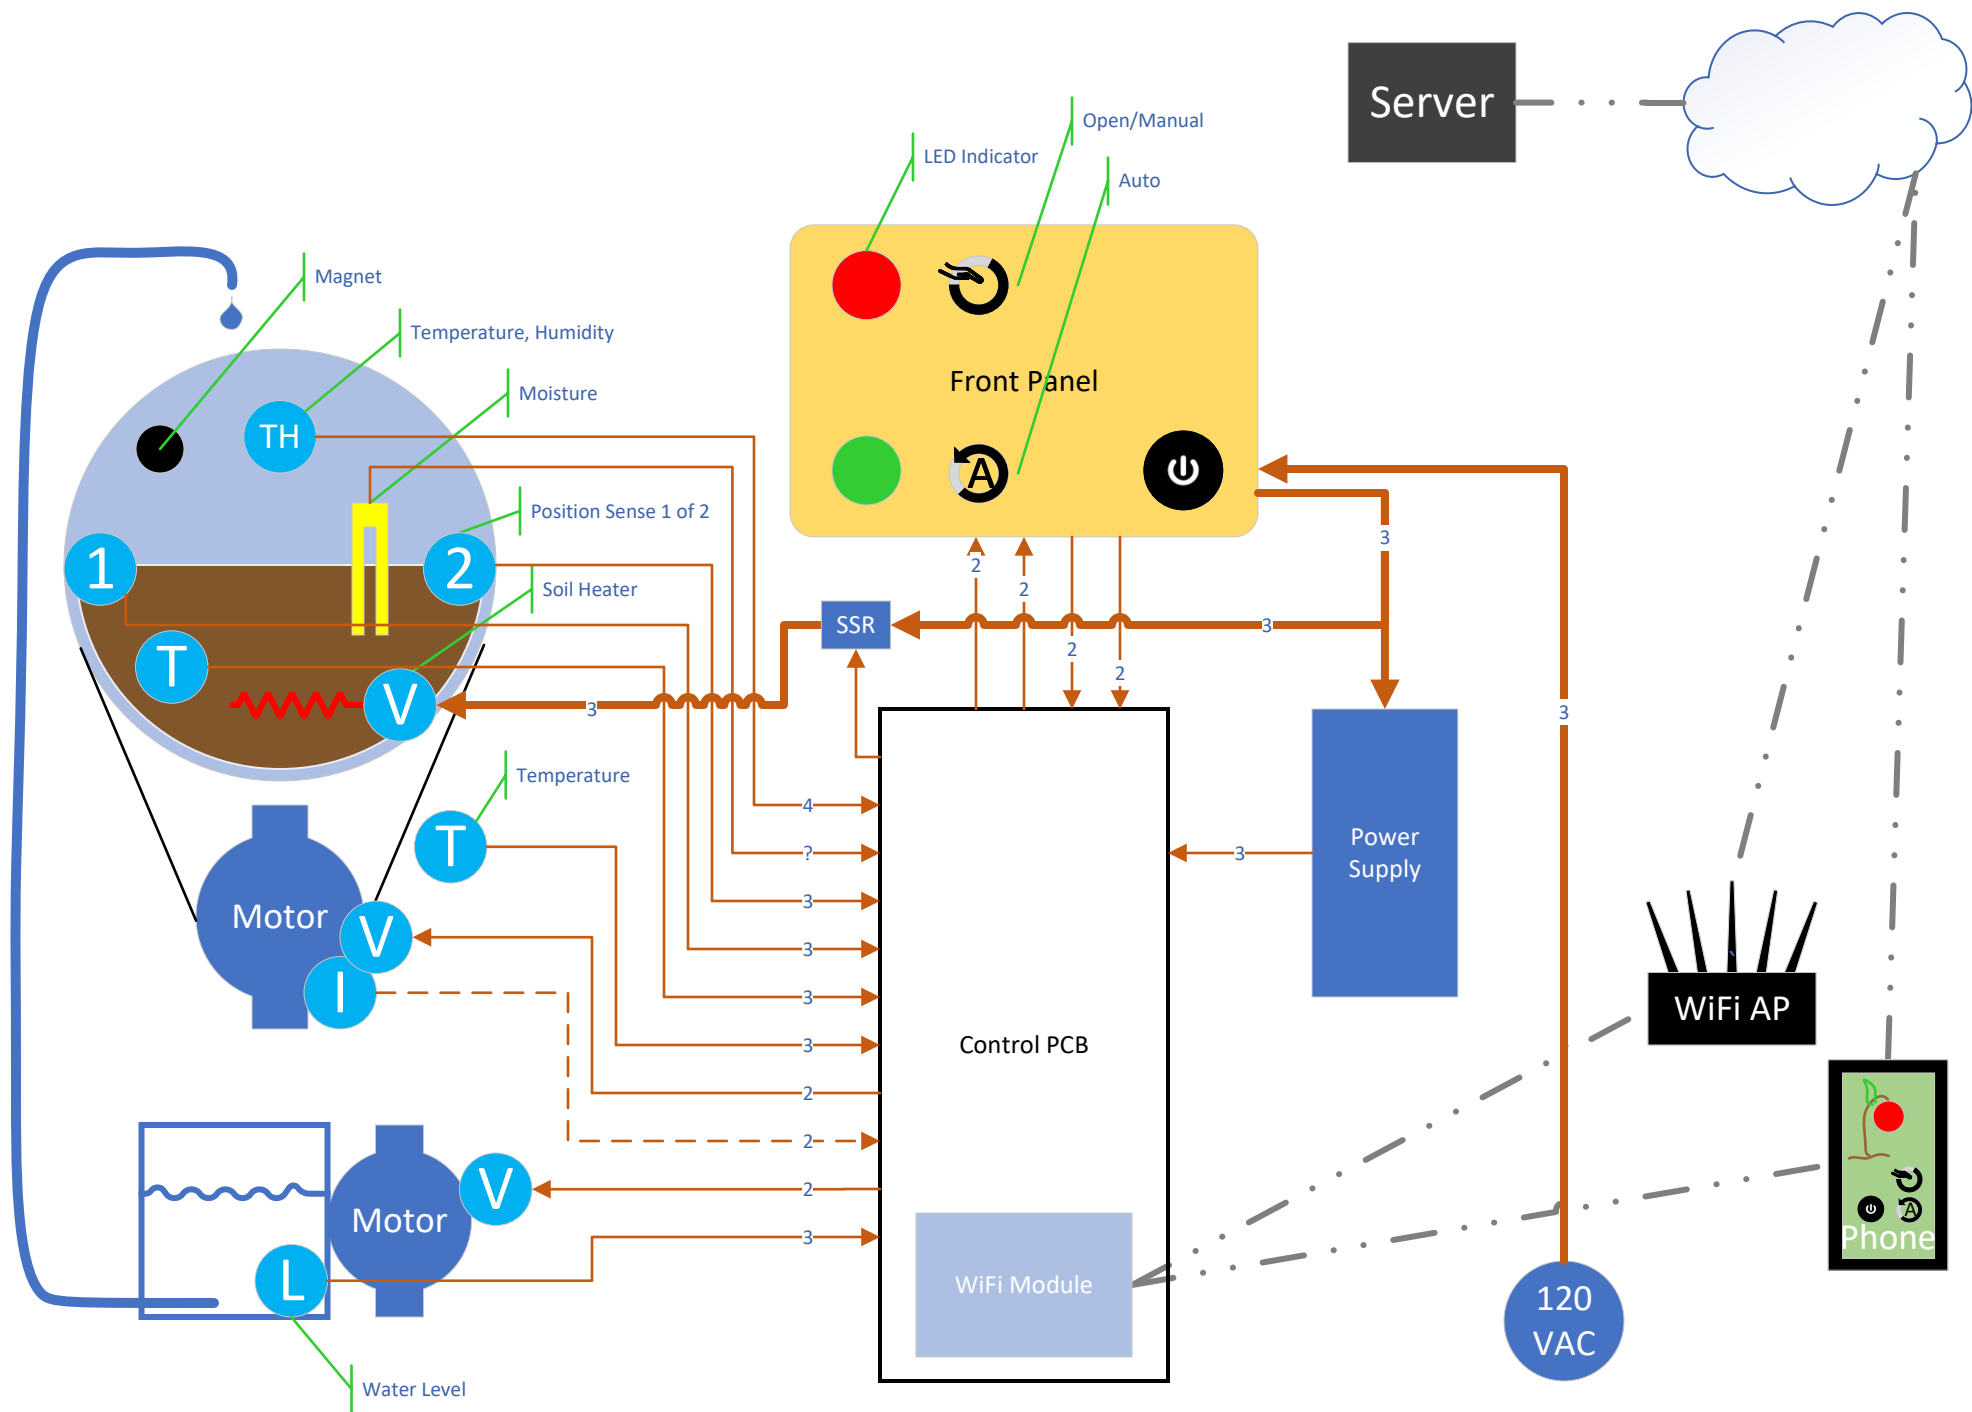 Server
Open/Manual
LED Indicator
Auto
Magnet
Temperature, Humidity
Moisture
TH
Front Panel
A
Position Sense 1 of 2
1
2
Soil Heater
3
2
2
SSR
3
2
2
T
V
3
3
Temperature
4
T
?
Power
Supply
3
3
Motor
V
3
I
3
WiFi AP
Control PCB
3
2
2
V
2
A
Motor
Phone
3
L
WiFi Module
120
VAC
Water Level